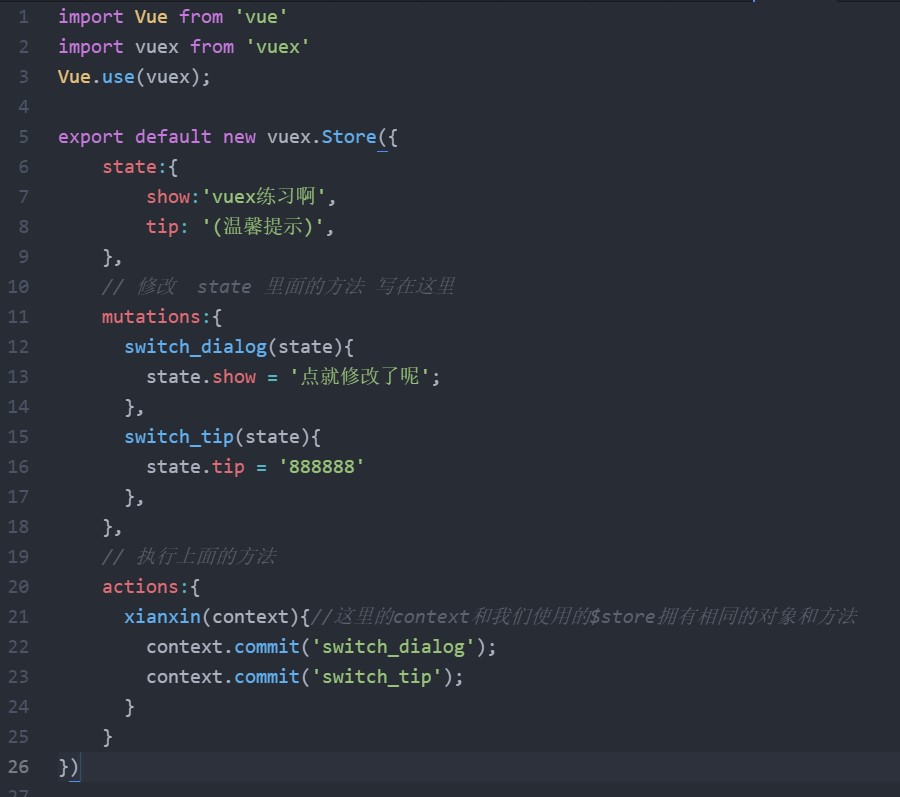 1 import Vue from 'vue'
2 import vuex from 'vuex'
3 Vue.use(vuex);
4
5 export default new vuex.Store({
6     state:{
7         show:'vuex练习啊',
8         tip: '(温馨提示)',
9     },
10     // 修改  state 里面的方法 写在这里
11     mutations:{
12       switch_dialog(state){
13         state.show = '点就修改了呢';
14       },
15       switch_tip(state){
16         state.tip = '888888'
17       },
18     },
19     // 执行上面的方法
20     actions:{
21       xianxin(context){//这里的context和我们使用的$store拥有相同的对象和方法
22         context.commit('switch_dialog');
23         context.commit('switch_tip');
24       }
25     }
26 })
27